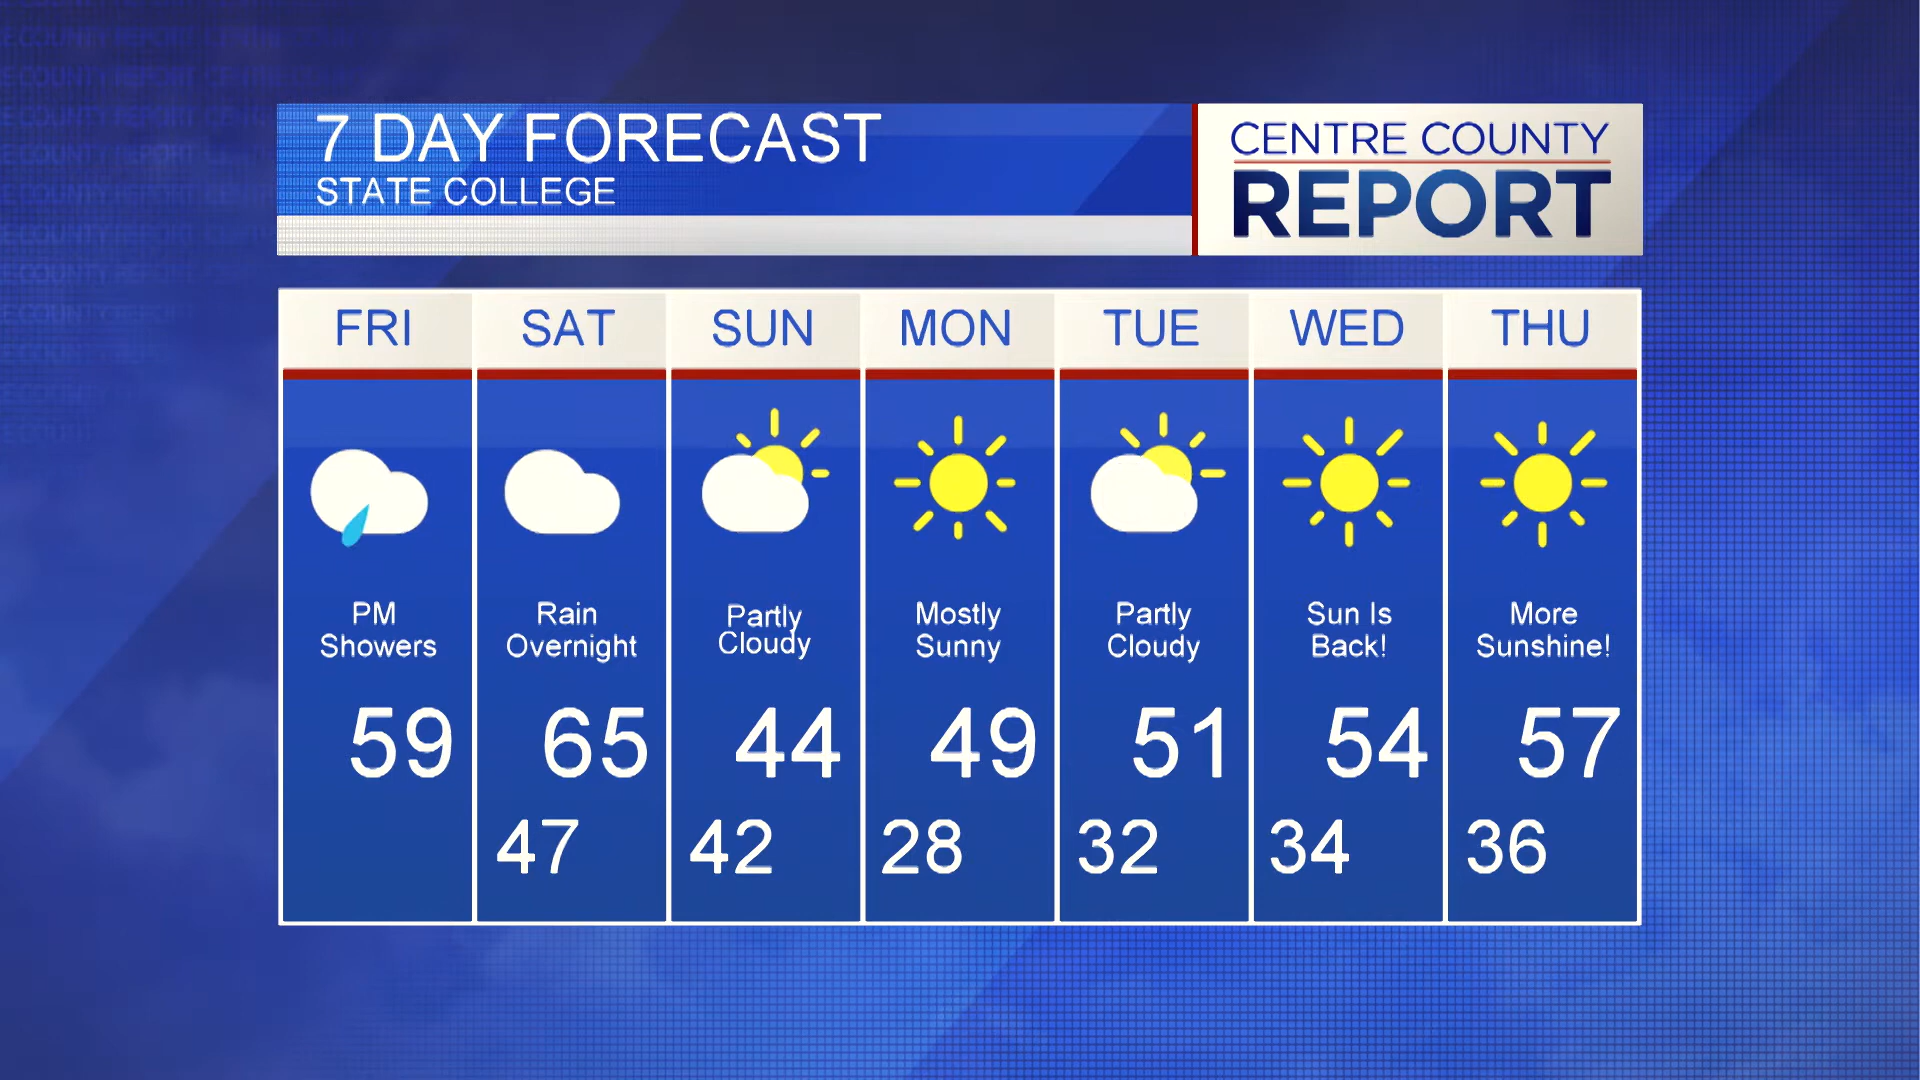 7 DAY FORECAST
STATE COLLEGE
CENTRE COUNTY
REPORT
FRI
SAT
SUN
MON
TUE
WED
THU
PM
Showers
Rain
Overnight
Partly
Cloudy
Mostly
Sunny
Partly
Cloudy
Sun Is
Back!
More
Sunshine!
59
65
44
49
51
54
57
47
42
28
32
34
36